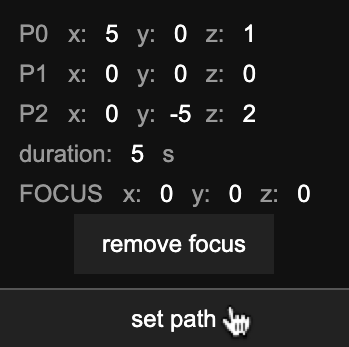 P0 x: 5 y: 0 z: 1
P1 x: 0 y: 0 z: 0
P2 x: 0 y: -5 z: 2
duration: 5 s
FOCUS x: 0 y: 0 z: 0
remove focus
set path